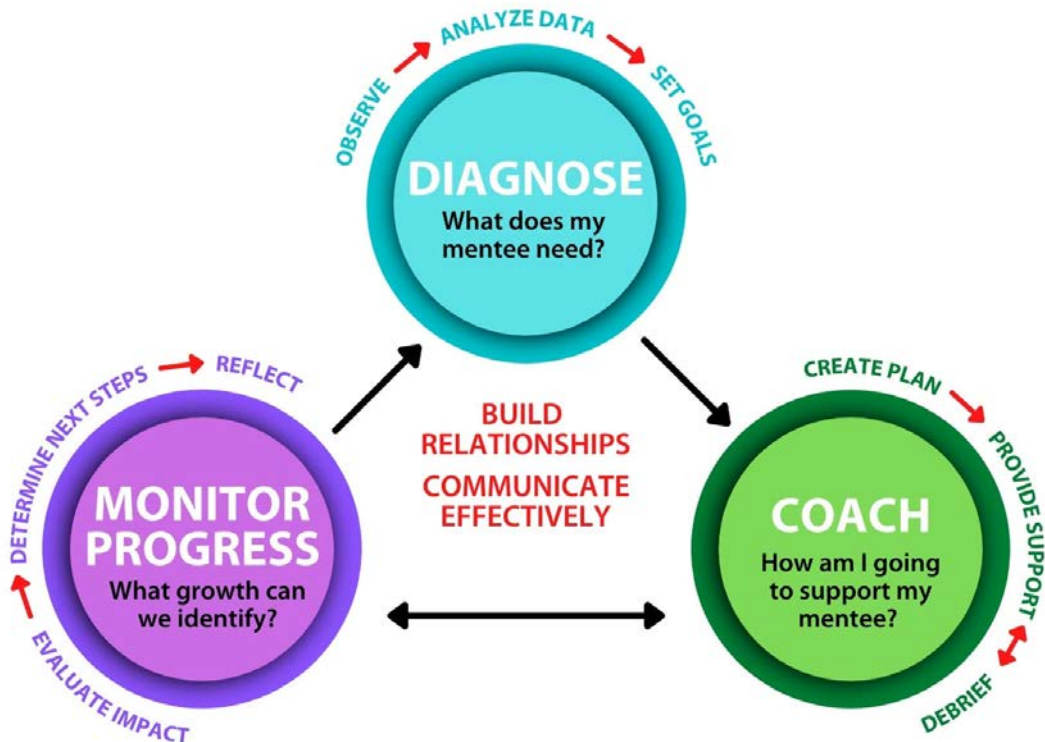 OBSERVE
ANALYZE DATA
SET GOALS
DIAGNOSE
What does my
mentee need?
BUILD
RELATIONSHIPS
COMMUNICATE
EFFECTIVELY
EVALUATE IMPACT
DETERMINE NEXT STEPS
REFLECT
MONITOR
PROGRESS
What growth can
we identify?
CREATE PLAN
PROVIDE SUPPORT
DEBRIEF
COACH
How am I going
to support my
mentee?